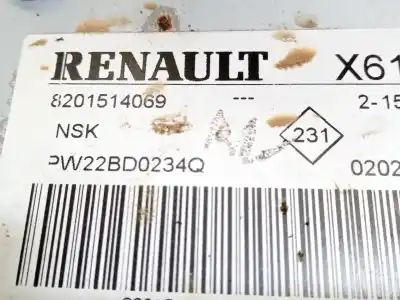 RENAULT X61
8201514069 --- 2-15
NSK 231
PW22BD0234Q 0202